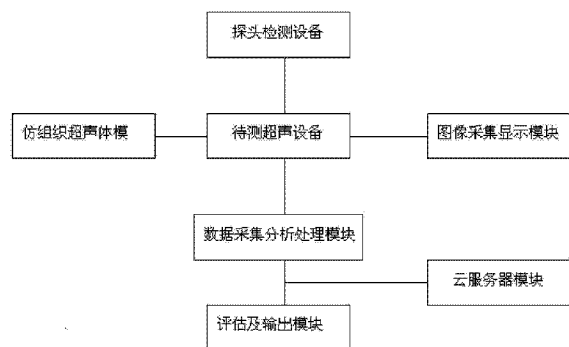 探头检测设备
仿组织超声体模
待测超声设备
图像采集显示模块
数据采集分析处理模块
云服务器模块
评估及输出模块